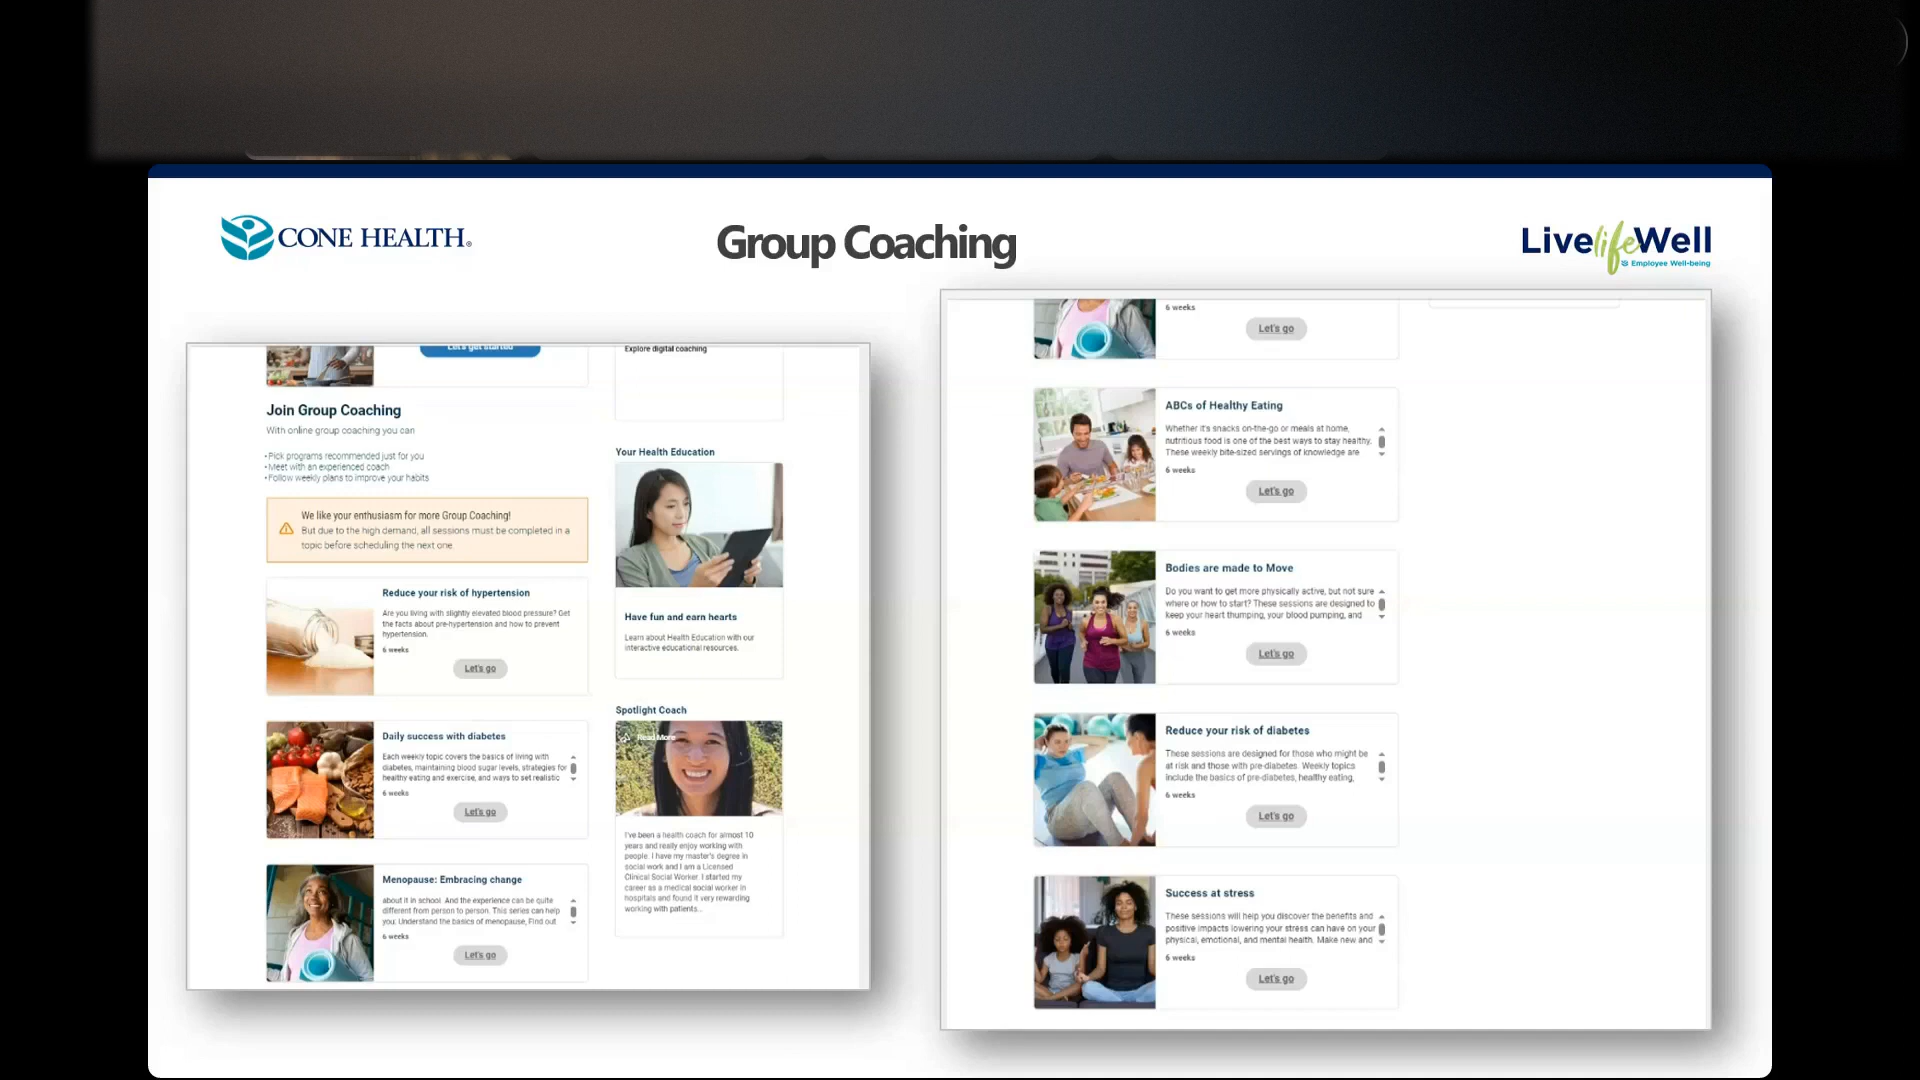 CONE HEALTH®
Group Coaching
LivelifeWell
Employee Well-being
Let's get started
Join Group Coaching
With online group coaching you can
•Pick programs recommended just for you
•Meet with an experienced coach
•Follow weekly plans to improve your habits
We like your enthusiasm for more Group Coaching!
But due to the high demand, all sessions must be completed in a
topic before scheduling the next one.
Reduce your risk of hypertension
Are you living with slightly elevated blood pressure? Get
the facts about pre-hypertension and how to prevent
hypertension.
6 weeks
Let's go
Daily success with diabetes
Each weekly topic covers the basics of living with
diabetes, maintaining blood sugar levels, strategies for
healthy eating and exercise, and ways to set realistic
6 weeks
Let's go
Menopause: Embracing change
about it in school. And the experience can be quite
different from person to person. This series can help
you: Understand the basics of menopause, Find out
6 weeks
Let's go
Explore digital coaching
Your Health Education
Have fun and earn hearts
Learn about Health Education with our
interactive educational resources.
Spotlight Coach
Read More
I've been a health coach for almost 10
years and really enjoy working with
people. I have my master's degree in
social work and I am a Licensed
Clinical Social Worker. I started my
career as a medical social worker in
hospitals and found it very rewarding
working with patients...
6 weeks
Let's go
ABCs of Healthy Eating
Whether it's snacks on-the-go or meals at home,
nutritious food is one of the best ways to stay healthy.
These weekly bite-sized servings of knowledge are
6 weeks
Let's go
Bodies are made to Move
Do you want to get more physically active, but not sure
where or how to start? These sessions are designed to
keep your heart thumping, your blood pumping, and
6 weeks
Let's go
Reduce your risk of diabetes
These sessions are designed for those who might be
at risk and those with pre-diabetes. Weekly topics
include the basics of pre-diabetes, healthy eating,
6 weeks
Let's go
Success at stress
These sessions will help you discover the benefits and
positive impacts lowering your stress can have on your
physical, emotional, and mental health. Make new and
6 weeks
Let's go